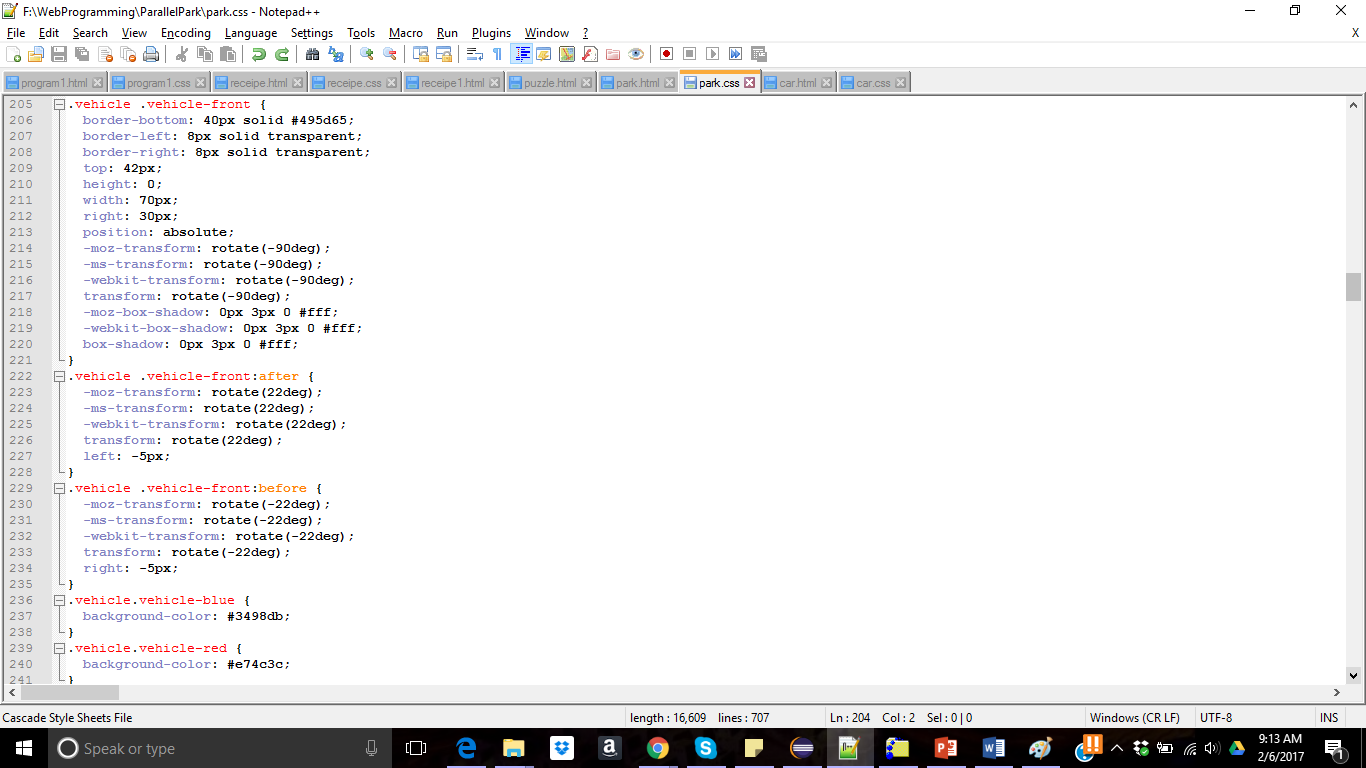 F:\WebProgramming\ParallelPark\park.css - Notepad++
File Edit Search View Encoding Language Settings Tools Macro Run Plugins Window ? X
program1.html program1.css receipe.html receipe.css receipe1.html puzzle.html park.html park.css car.html car.css
205 .vehicle .vehicle-front {
206 border-bottom: 40px solid #495d65;
207 border-left: 8px solid transparent;
208 border-right: 8px solid transparent;
209 top: 42px;
210 height: 0;
211 width: 70px;
212 right: 30px;
213 position: absolute;
214 -moz-transform: rotate(-90deg);
215 -ms-transform: rotate(-90deg);
216 -webkit-transform: rotate(-90deg);
217 transform: rotate(-90deg);
218 -moz-box-shadow: 0px 3px 0 #fff;
219 -webkit-box-shadow: 0px 3px 0 #fff;
220 box-shadow: 0px 3px 0 #fff;
221 }
222 .vehicle .vehicle-front:after {
223 -moz-transform: rotate(22deg);
224 -ms-transform: rotate(22deg);
225 -webkit-transform: rotate(22deg);
226 transform: rotate(22deg);
227 left: -5px;
228 }
229 .vehicle .vehicle-front:before {
230 -moz-transform: rotate(-22deg);
231 -ms-transform: rotate(-22deg);
232 -webkit-transform: rotate(-22deg);
233 transform: rotate(-22deg);
234 right: -5px;
235 }
236 .vehicle.vehicle-blue {
237 background-color: #3498db;
238 }
239 .vehicle.vehicle-red {
240 background-color: #e74c3c;
241 }
Cascade Style Sheets File length : 16,609 lines : 707 Ln : 204 Col : 2 Sel : 0 | 0 Windows (CR LF) UTF-8 INS
Speak or type 9:13 AM
2/6/2017 1